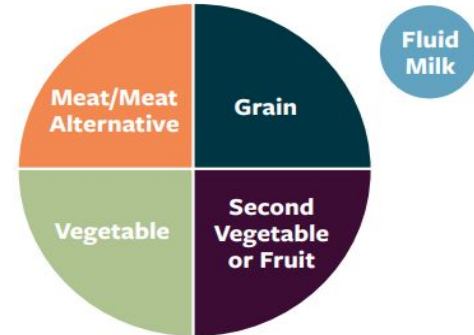 Meat/Meat
Alternative
Grain
Fluid
Milk
Vegetable
Second
Vegetable
or Fruit